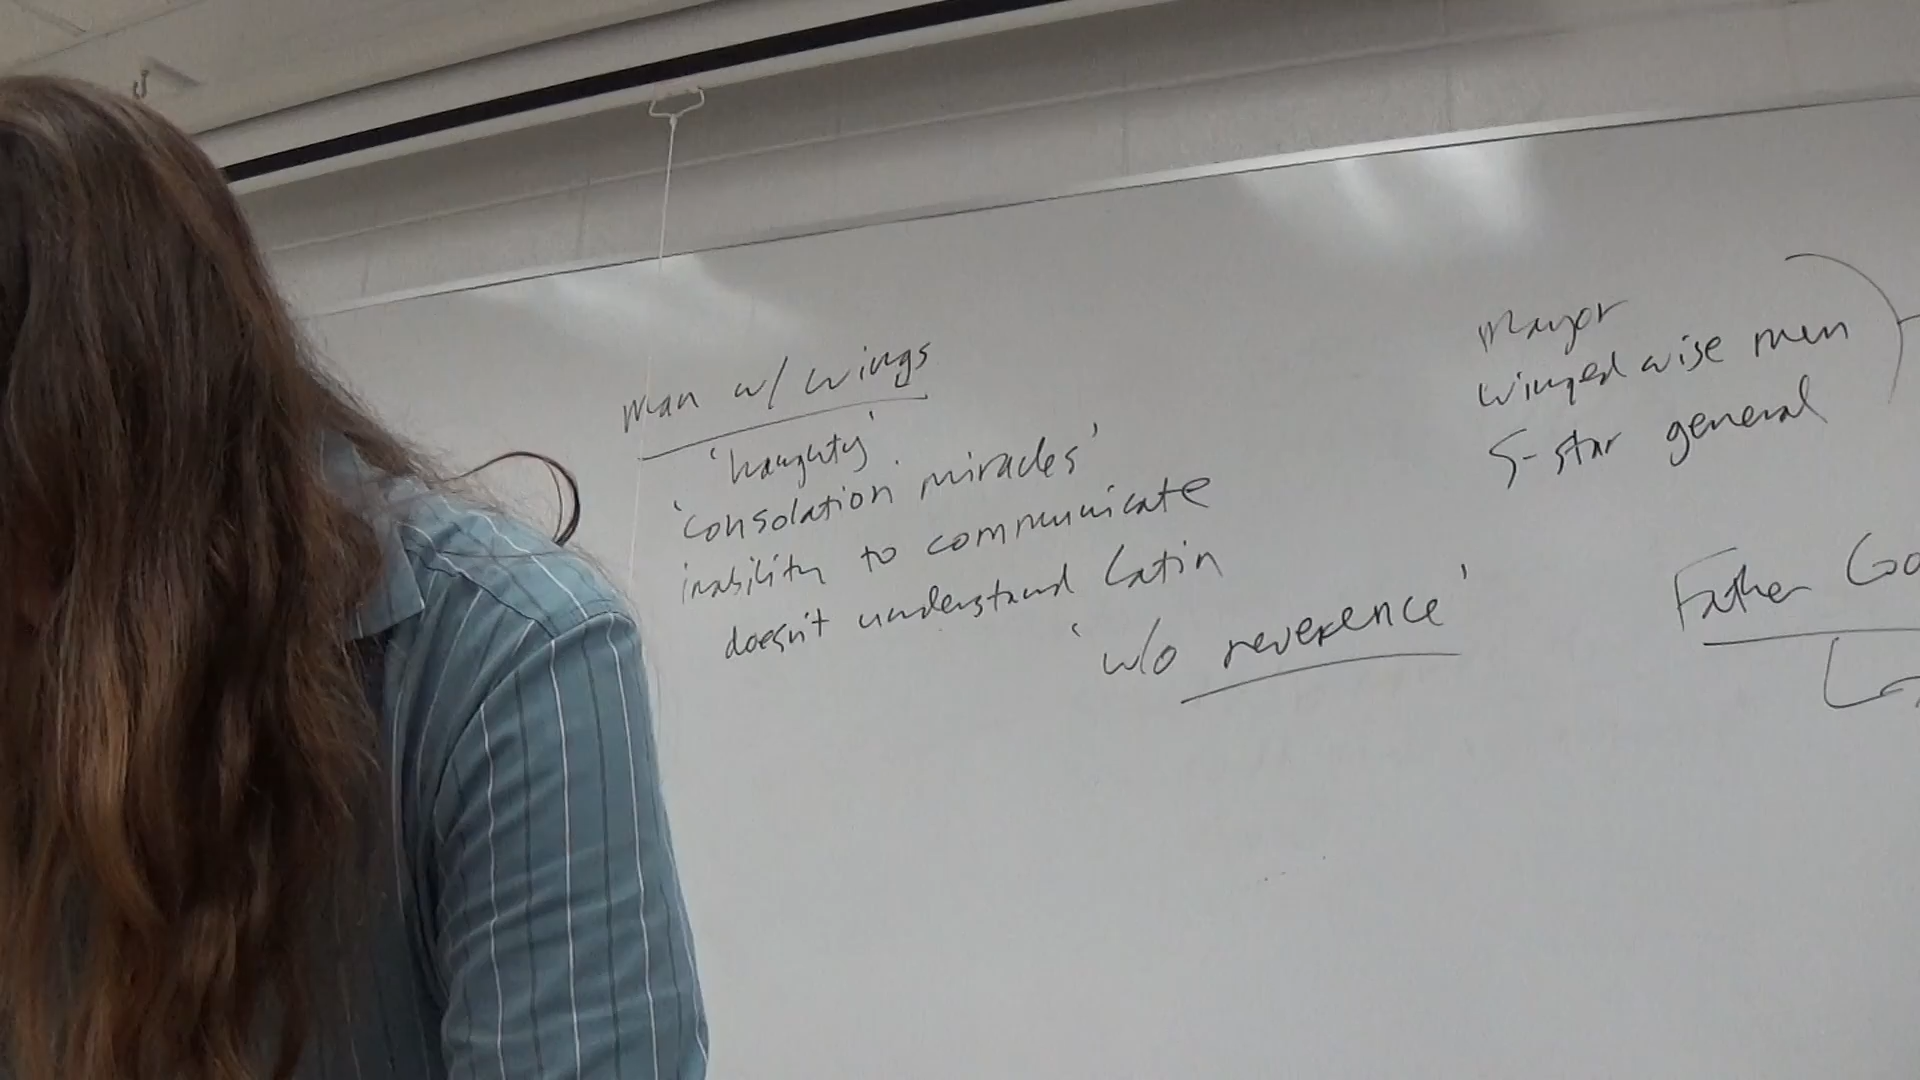 man w/ wings
'haughty'
'consolation miracles'
inability to communicate
doesn't understand Latin
'w/o reverence'
Mayor
winged wise men
5-star general
Father Go